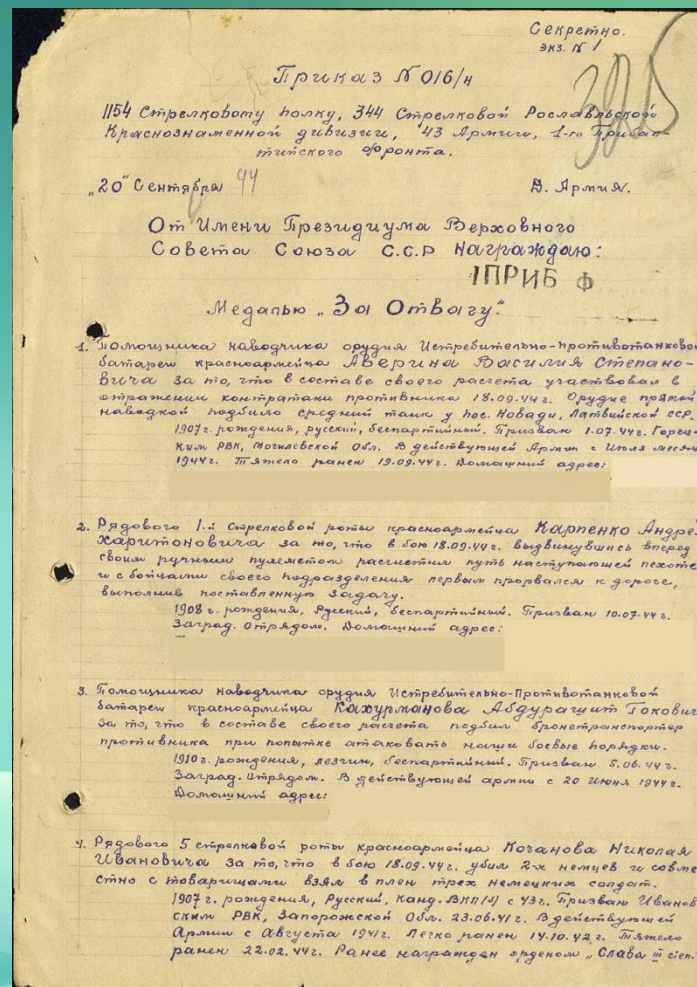 Секретно.
экз. № 1
Приказ № 016/н
1154 Стрелковому полку, 344 Стрелковой Рославльской
Краснознаменной дивизии, 43 Армии, 1-го Прибал
тийского фронта.
„20" Сентября 44 Д. Армия.
От Имени Президиума Верховного
Совета Союза С.С.Р награждаю:
1ПРИБ Ф
Медалью „За Отвагу".
1. Помощника наводчика орудия Истребительно-противотанковой
батареи красноармейца Аверина Василия Степано-
вича за то, что в составе своего расчета участвовал в
отражении контратаки противника 18.09.44г. Орудие прямой
наводкой подбило средний танк у пос. Новади, Латвийской ССР.
1907г. рождения, русский, беспартийный. Призван 1.07.44г. Горец-
ким РВК, Могилевской Обл. В действующей Армии с Июля месяца
1944г. Тяжело ранен 19.09.44г. Домашний адрес:
2. Рядового 1-й стрелковой роты красноармейца Карпенко Андре
Харитоновича за то, что в бою 18.09.44г. выдвинувшись вперед
своим ручным пулеметом расчистил путь наступающей пехоте
и с бойцами своего подразделения первым прорвался к дороге,
выполнив поставленную задачу.
1908г. рождения, Русский, беспартийный. Призван 10.07.44г.
Заград. Отрядом. Домашний адрес:
3. Помощника наводчика орудия Истребительно-Противотанковой
батареи красноармейца Кахурманова Абдурашит Токович
за то, что в составе своего расчета подбил бронетранспортер
противника при попытке атаковать наши боевые порядки.
1910г. рождения, лезгин, беспартийный. Призван 5.06.44г.
Заград. Отрядом. В действующей армии с 20 Июня 1944г.
Домашний адрес:
4. Рядового 5 стрелковой роты красноармейца Кочанова Николая
Ивановича за то, что в бою 18.09.44г. убил 2-х немцев и совме
стно с товарищами взял в плен трех немецких солдат.
1907г. рождения, Русский, Канд. ВКП(б) с 43г. Призван Иванов
ским РВК, Запорожской Обл. 23.06.41г. В действующей
Армии с Августа 1941г. Легко ранен 14.10.42г. Тяжело
ранен 22.02.44г. Ранее награжден орденом „Слава III степ.